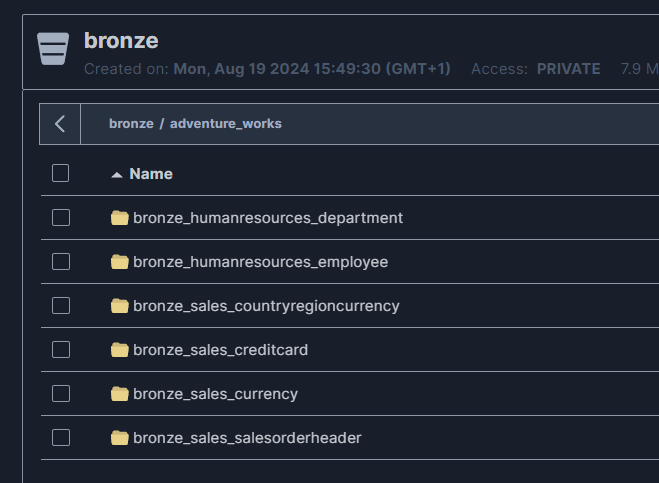 bronze
Created on: Mon, Aug 19 2024 15:49:30 (GMT+1) Access: PRIVATE 7.9 M
bronze / adventure_works
Name
bronze_humanresources_department
bronze_humanresources_employee
bronze_sales_countryregioncurrency
bronze_sales_creditcard
bronze_sales_currency
bronze_sales_salesorderheader